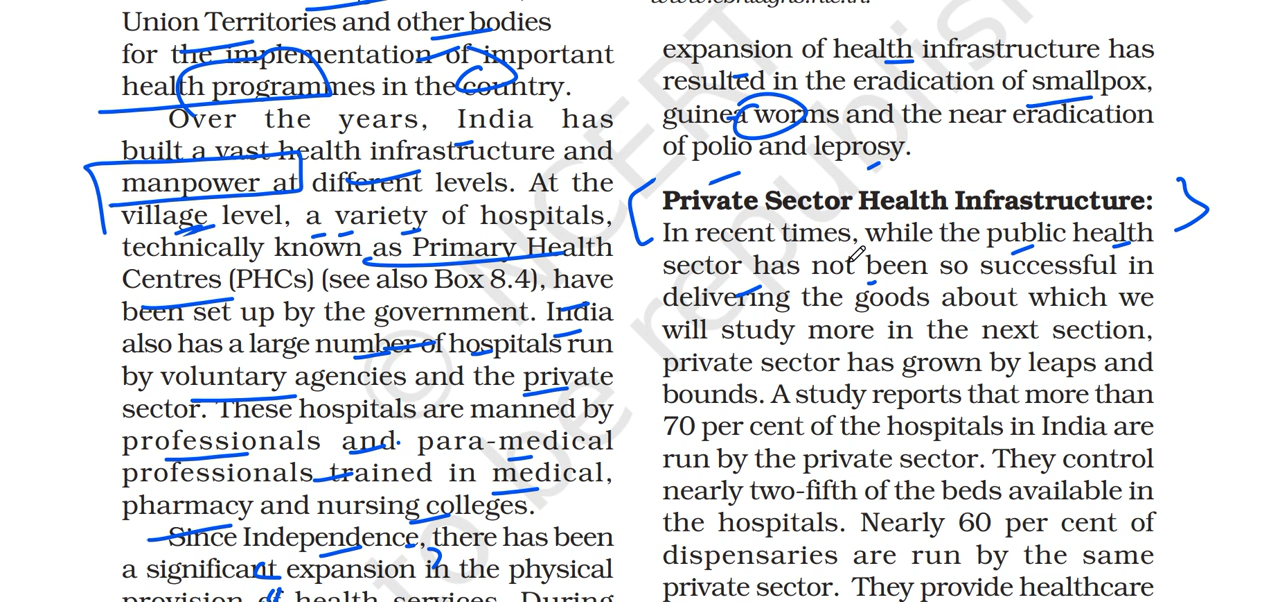 Union Territories and other bodies
for the implementation of important
health programmes in the country.
Over the years, India has
built a vast health infrastructure and
manpower at different levels. At the
village level, a variety of hospitals,
technically known as Primary Health
Centres (PHCs) (see also Box 8.4), have
been set up by the government. India
also has a large number of hospitals run
by voluntary agencies and the private
sector. These hospitals are manned by
professionals and para-medical
professionals trained in medical,
pharmacy and nursing colleges.
Since Independence, there has been
a significant expansion in the physical
provision of health services. During
expansion of health infrastructure has
resulted in the eradication of smallpox,
guinea worms and the near eradication
of polio and leprosy.
Private Sector Health Infrastructure:
In recent times, while the public health
sector has not been so successful in
delivering the goods about which we
will study more in the next section,
private sector has grown by leaps and
bounds. A study reports that more than
70 per cent of the hospitals in India are
run by the private sector. They control
nearly two-fifth of the beds available in
the hospitals. Nearly 60 per cent of
dispensaries are run by the same
private sector. They provide healthcare
© NCERT
to be republis